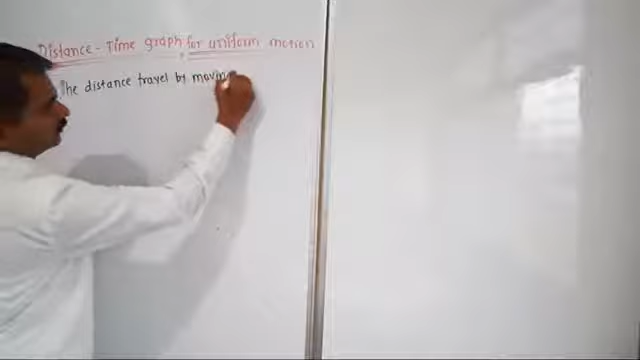 Distance - Time graph for uniform motion
The distance travel by moving